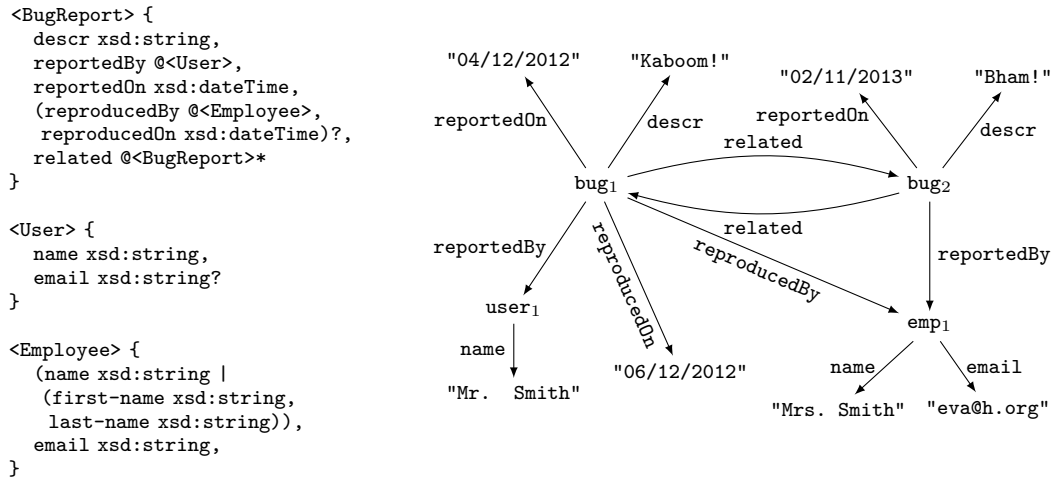 <BugReport> {
descr xsd:string,
reportedBy @<User>,
reportedOn xsd:dateTime,
(reproducedBy @<Employee>,
reproducedOn xsd:dateTime)?,
related @<BugReport>*
}
<User> {
name xsd:string,
email xsd:string?
}
<Employee> {
(name xsd:string |
(first-name xsd:string,
last-name xsd:string)),
email xsd:string,
}
"04/12/2012"
"Kaboom!"
"02/11/2013"
"Bham!"
reportedOn
descr
reportedOn
descr
related
bug₁
bug₂
related
reportedBy
reproducedOn
reproducedBy
reportedBy
user₁
emp₁
name
"06/12/2012"
name
email
"Mr. Smith"
"Mrs. Smith"
"eva@h.org"